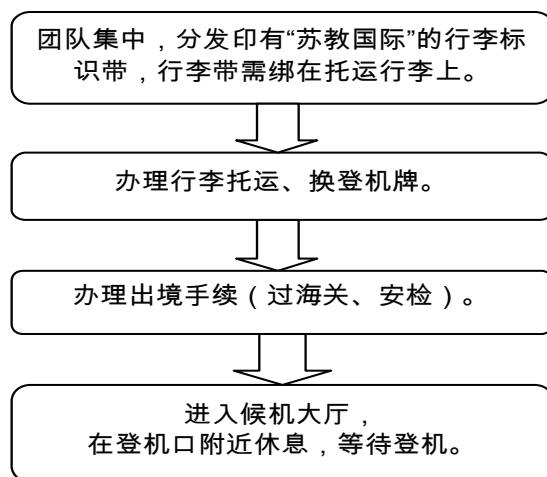 团队集中，分发印有“苏教国际”的行李标
识带，行李带需绑在托运行李上。
办理行李托运、换登机牌。
办理出境手续（过海关、安检）。
进入候机大厅，
在登机口附近休息，等待登机。